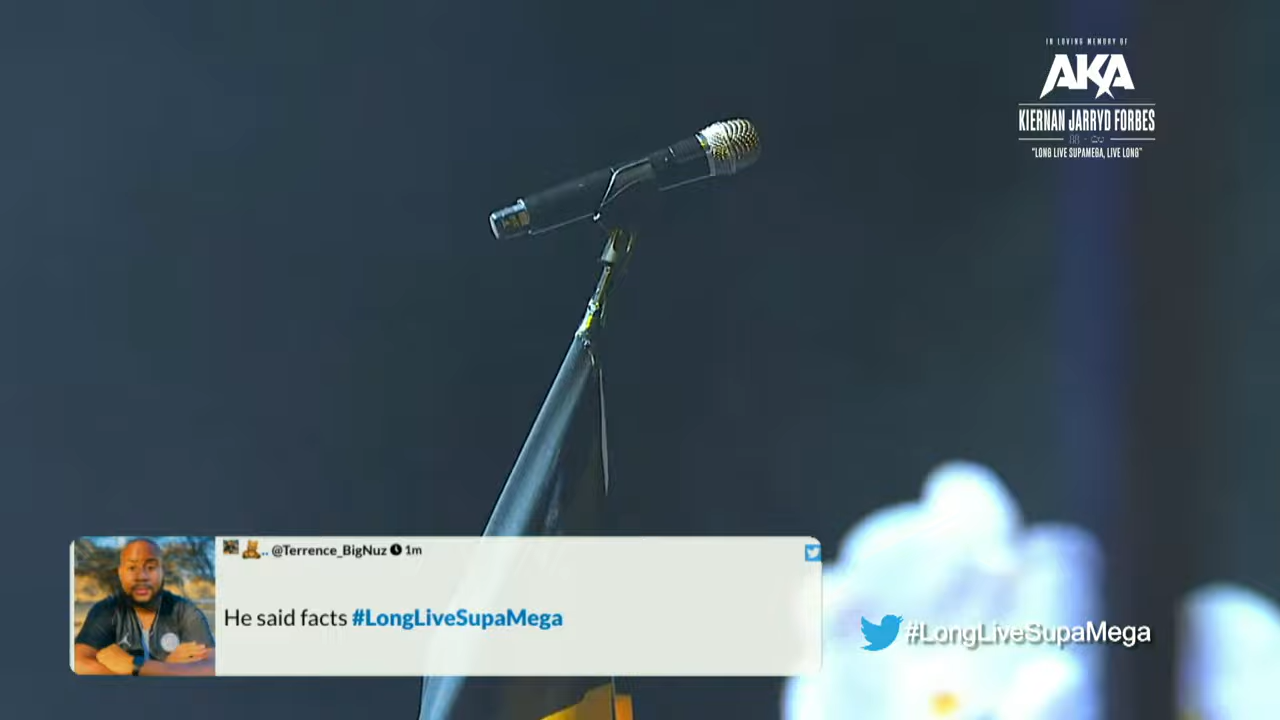 IN LOVING MEMORY OF
AKA
KIERNAN JARRYD FORBES
"LONG LIVE SUPAMEGA, LIVE LONG"
.. @Terrence_BigNuz 1m
He said facts #LongLiveSupaMega
#LongLiveSupaMega